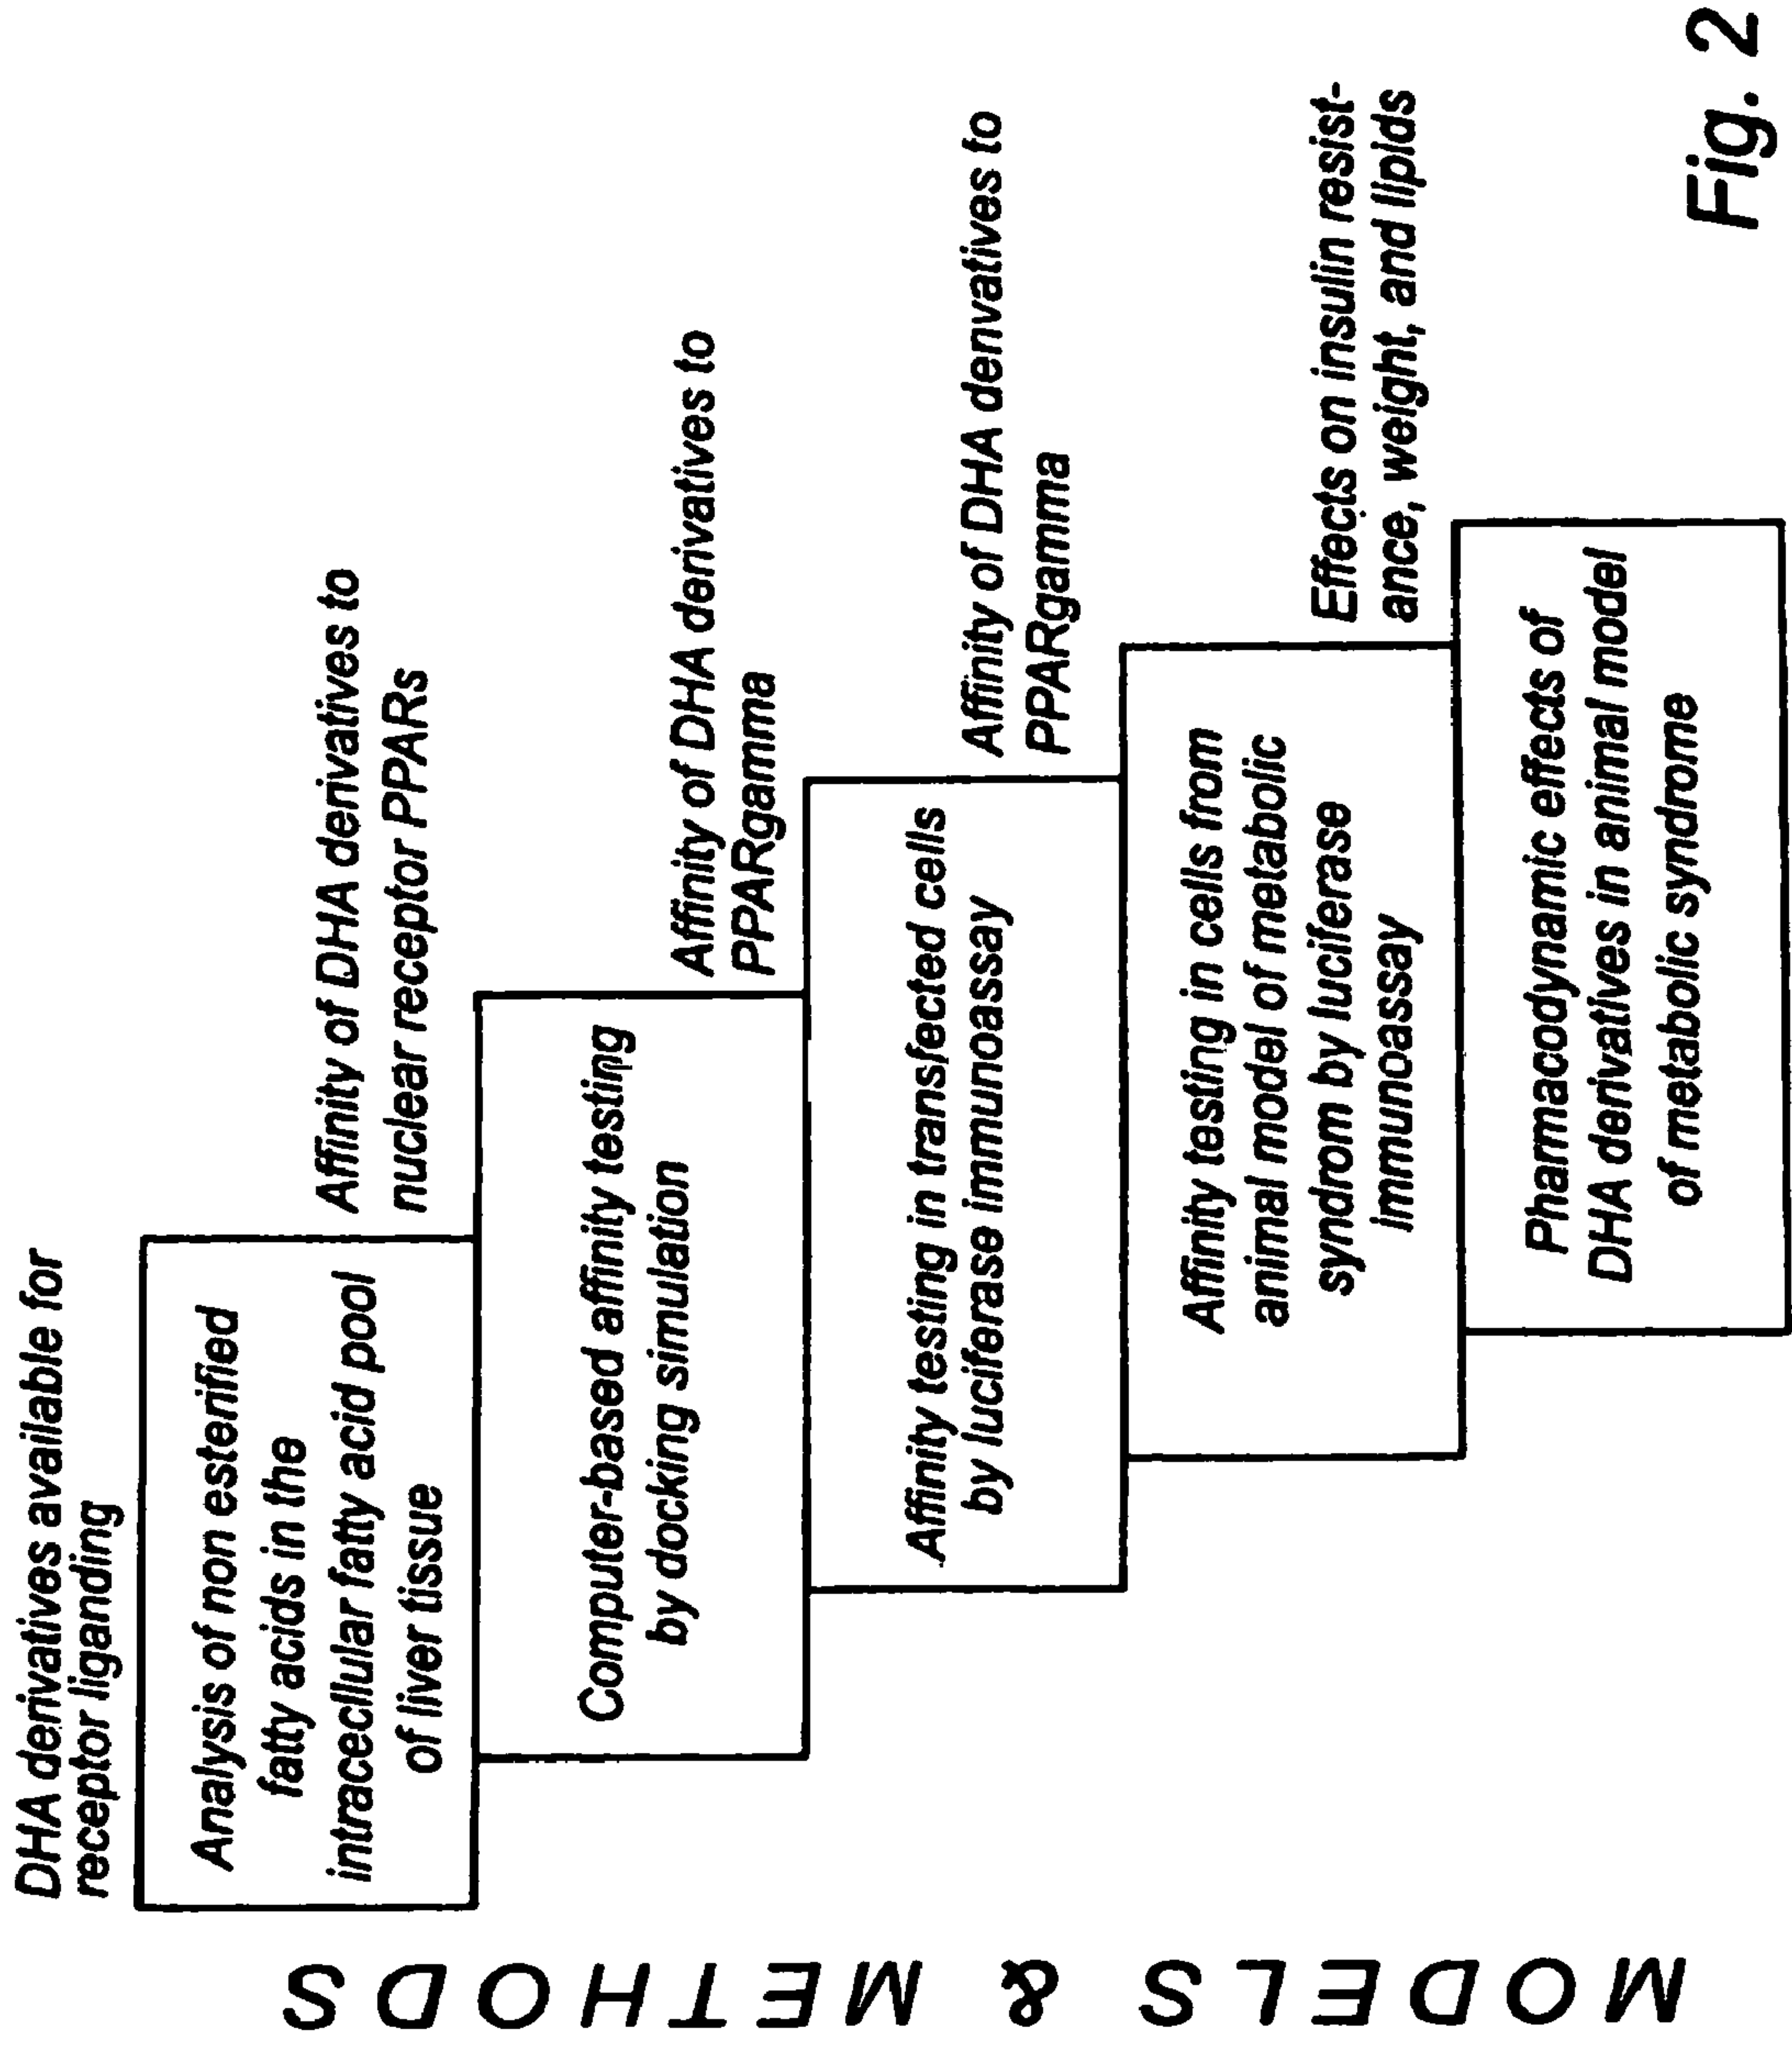 MODELS & METHODS
DHA derivatives available for
receptor liganding
Analysis of non esterified
fatty acids in the
intracellular fatty acid pool
of liver tissue
Affinity of DHA derivatives to
nuclear receptor PPARs
Computer-based affinity testing
by docking simulation
Affinity of DHA derivatives to
PPARgamma
Affinity testing in transfected cells
by luciferase immunoassay
Affinity of DHA derivatives to
PPARgamma
Affinity testing in cells from
animal model of metabolic
syndrom by luciferase
immunoassay
Effects on insulin resist-
ance, weight, and lipids
Pharmacodynamic effects of
DHA derivatives in animal model
of metabolic syndrome
Fig. 2